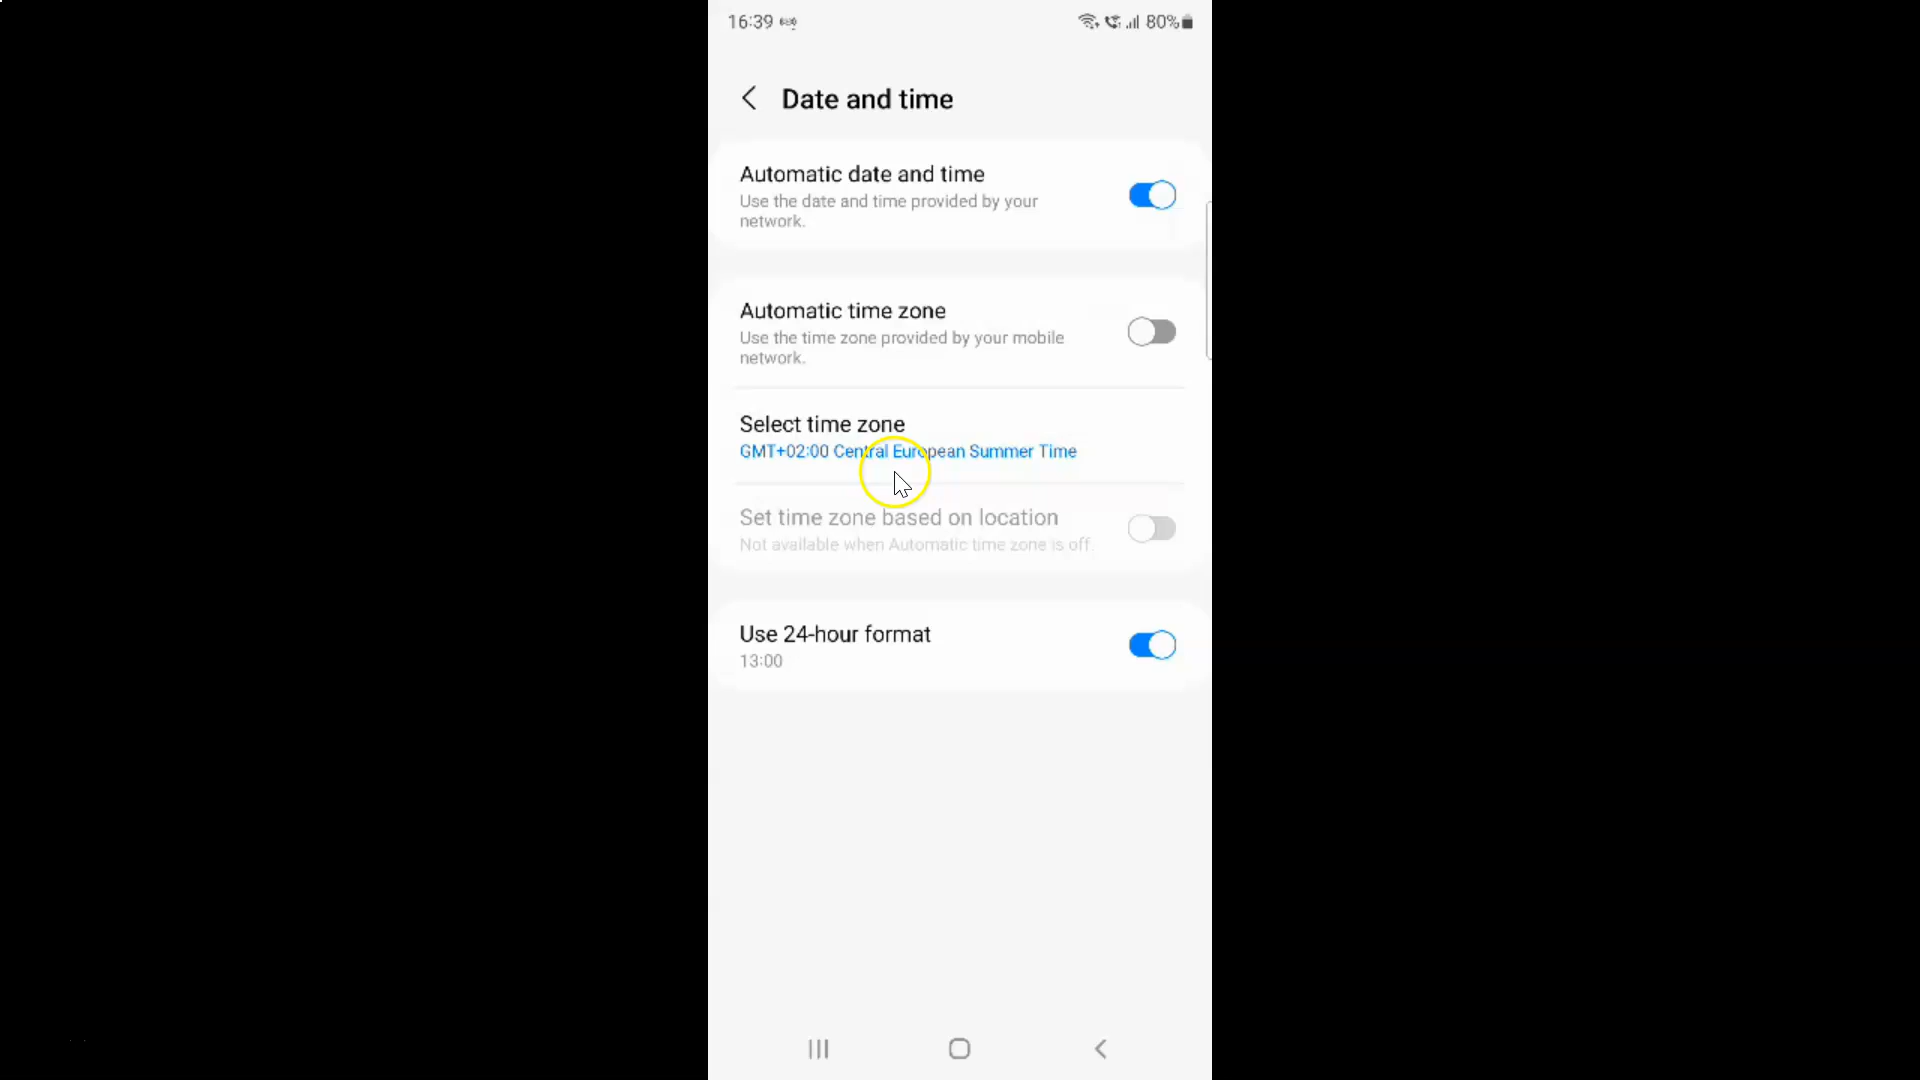 16:39 80%
Date and time
Automatic date and time
Use the date and time provided by your
network.
Automatic time zone
Use the time zone provided by your mobile
network.
Select time zone
GMT+02:00 Central European Summer Time
Set time zone based on location
Not available when Automatic time zone is off.
Use 24-hour format
13:00